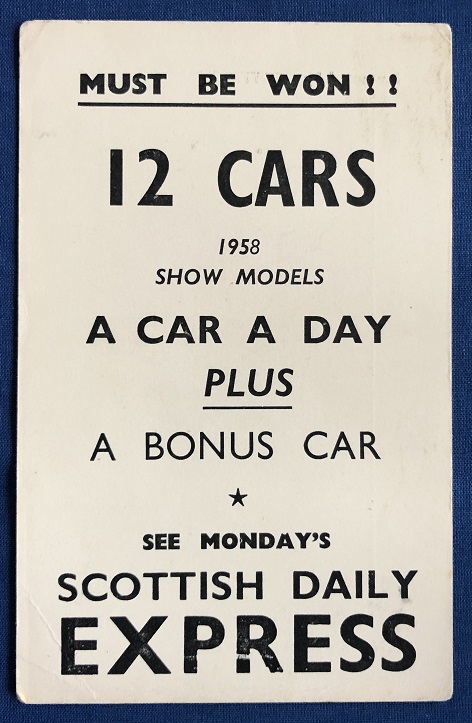 MUST BE WON ! !
12 CARS
1958
SHOW MODELS
A CAR A DAY
PLUS
A BONUS CAR
★
SEE MONDAY'S
SCOTTISH DAILY
EXPRESS